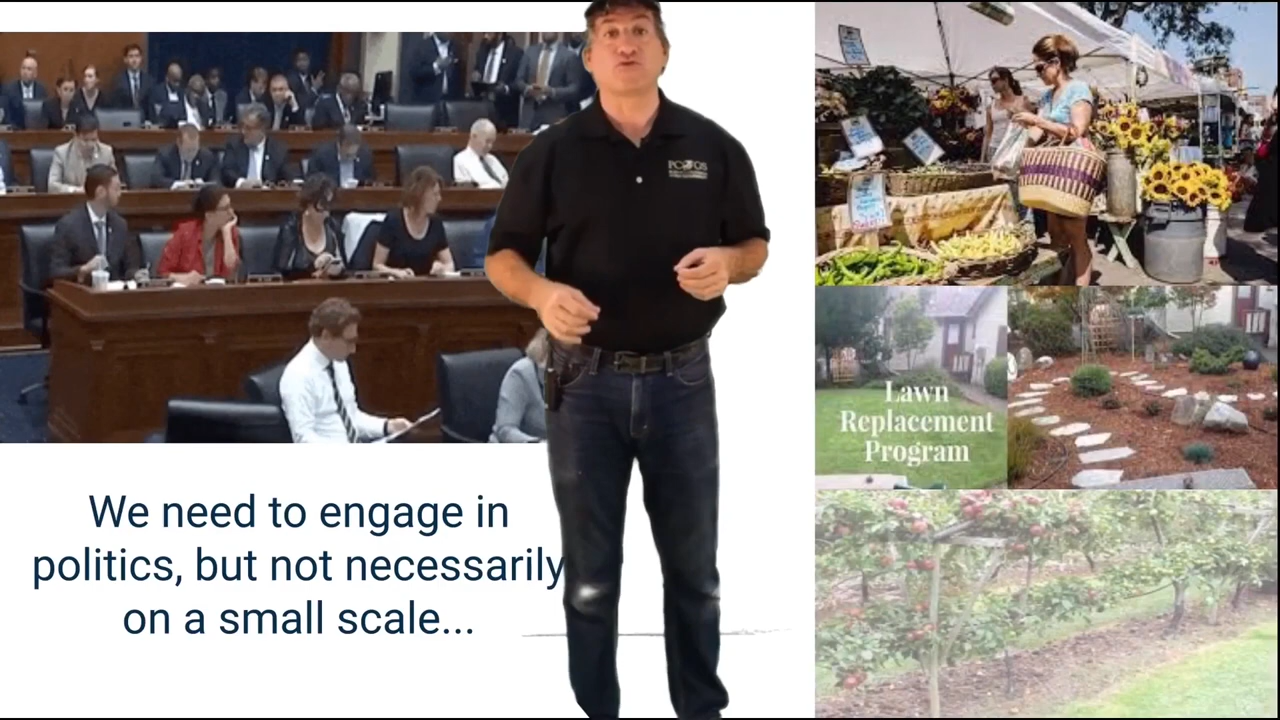 We need to engage in
politics, but not necessarily
on a small scale...
Lawn
Replacement
Program